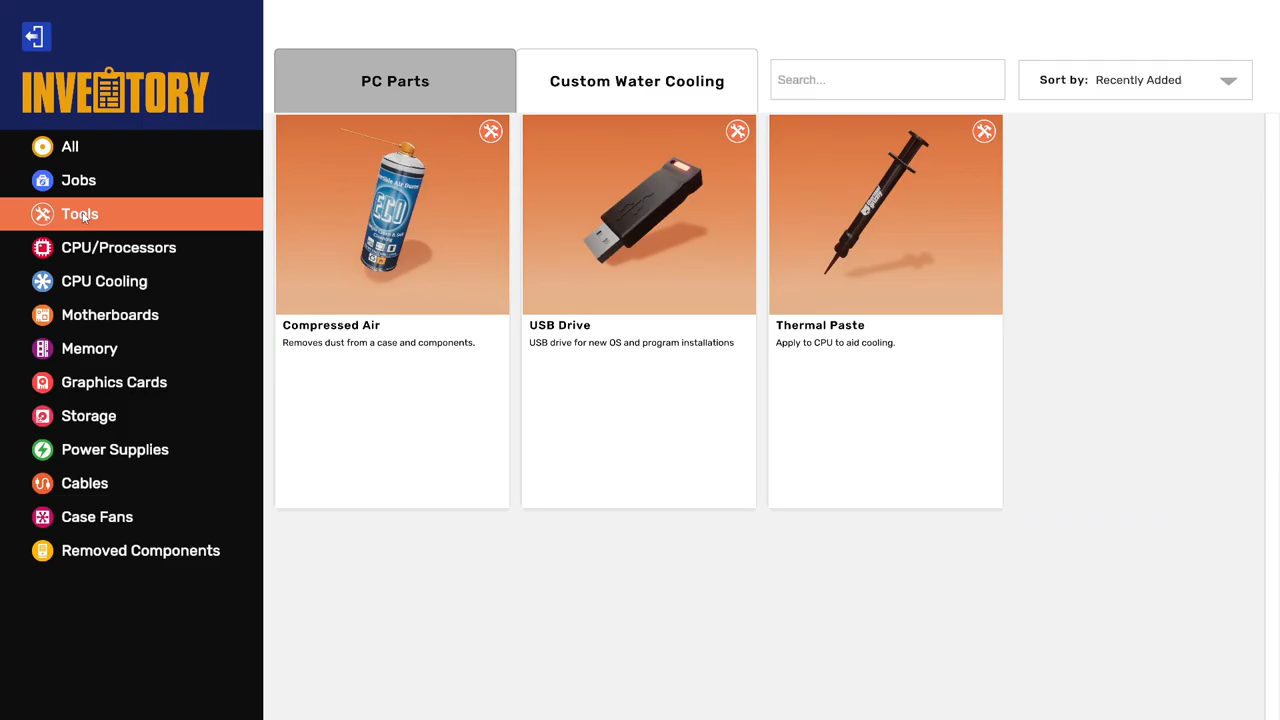 INVENTORY
All
Jobs
Tools
CPU/Processors
CPU Cooling
Motherboards
Memory
Graphics Cards
Storage
Power Supplies
Cables
Case Fans
Removed Components
PC Parts
Custom Water Cooling
Search...
Sort by: Recently Added
ECO
Compressed Air
Removes dust from a case and components.
USB Drive
USB drive for new OS and program installations
Thermal Paste
Apply to CPU to aid cooling.